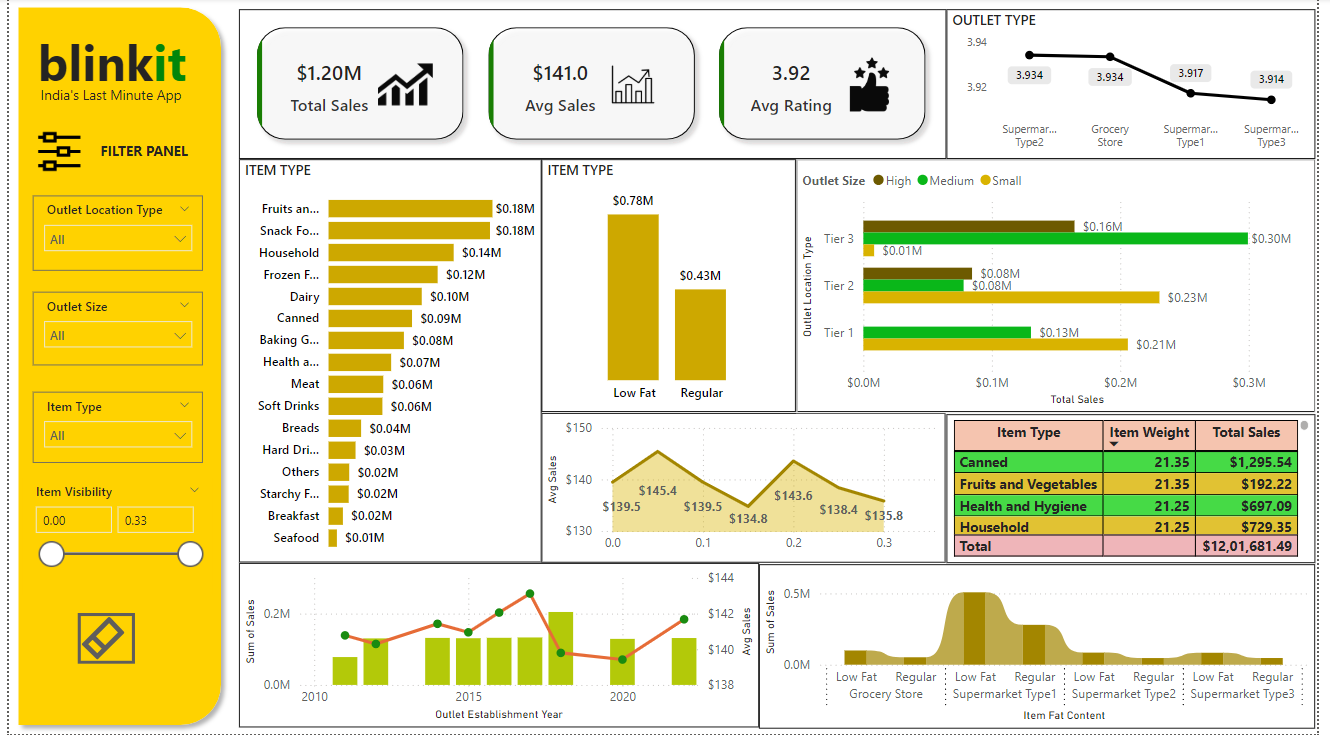 blinkit
India's Last Minute App
FILTER PANEL
Outlet Location Type
All
Outlet Size
All
Item Type
All
Item Visibility
0.00 0.33
$1.20M
Total Sales
$141.0
Avg Sales
3.92
Avg Rating
OUTLET TYPE
3.94
3.92
3.934 3.934 3.917 3.914
Supermar... Grocery Supermar... Supermar...
Type2 Store Type1 Type3
ITEM TYPE
Fruits an... $0.18M
Snack Fo... $0.18M
Household $0.14M
Frozen F... $0.12M
Dairy $0.10M
Canned $0.09M
Baking G... $0.08M
Health a... $0.07M
Meat $0.06M
Soft Drinks $0.06M
Breads $0.04M
Hard Dri... $0.03M
Others $0.02M
Starchy F... $0.02M
Breakfast $0.02M
Seafood $0.01M
ITEM TYPE
$0.78M
$0.43M
Low Fat Regular
Outlet Size High Medium Small
Outlet Location Type
Tier 3 $0.16M
$0.30M
$0.01M
Tier 2 $0.08M
$0.08M
$0.23M
Tier 1 $0.13M
$0.21M
$0.0M $0.1M $0.2M $0.3M
Total Sales
Avg Sales
$150
$140
$130
$139.5 $145.4 $139.5 $134.8 $143.6 $138.4 $135.8
0.0 0.1 0.2 0.3
Item Type Item Weight Total Sales
Canned 21.35 $1,295.54
Fruits and Vegetables 21.35 $192.22
Health and Hygiene 21.25 $697.09
Household 21.25 $729.35
Total $12,01,681.49
Sum of Sales
0.2M
0.0M
$144
$142
$140
$138
Avg Sales
2010 2015 2020
Outlet Establishment Year
Sum of Sales
0.5M
0.0M
Low Fat Regular Low Fat Regular Low Fat Regular Low Fat Regular
Grocery Store Supermarket Type1 Supermarket Type2 Supermarket Type3
Item Fat Content